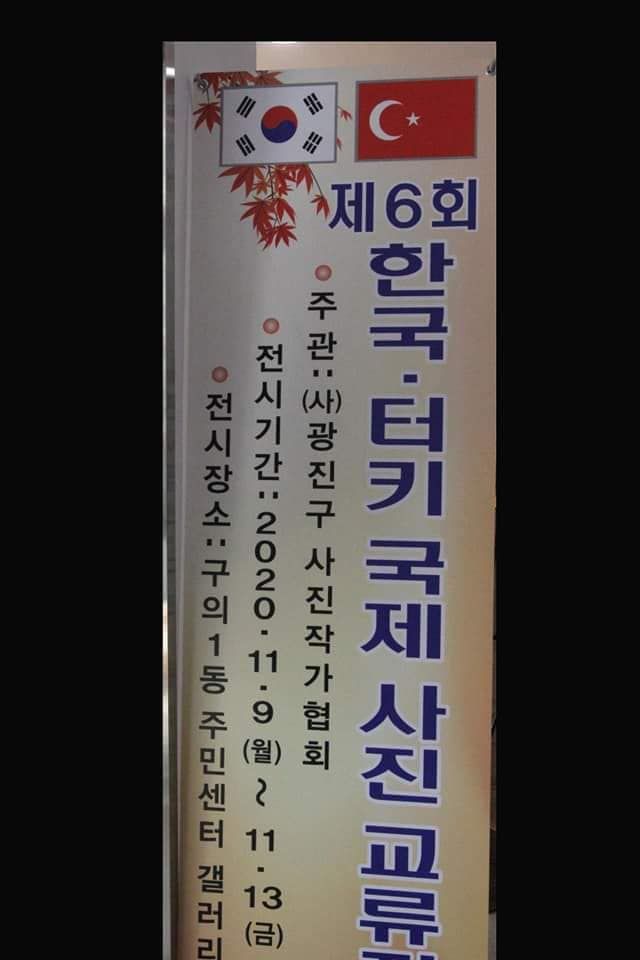 제6회
한국·터키 국제 사진 교류
• 주관 : (사)광진구 사진작가협회
• 전시기간 : 2020. 11. 9 (월) ~ 11. 13 (금)
• 전시장소 : 구의1동 주민센터 갤러리